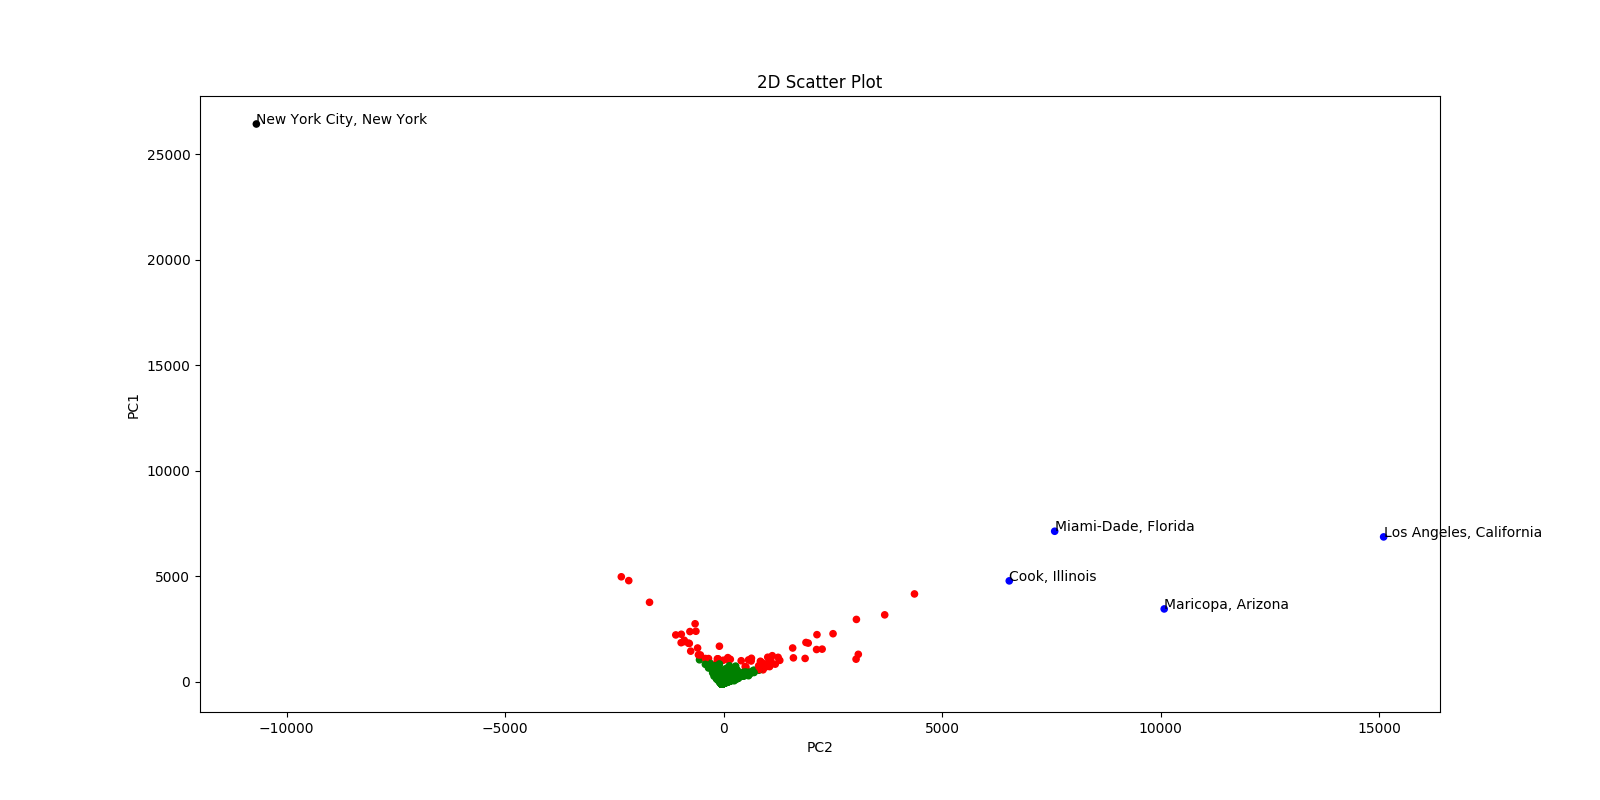 2D Scatter Plot
New York City, New York
25000
20000
15000
PC1
10000
Miami-Dade, Florida
Los Angeles, California
5000
Cook, Illinois
Maricopa, Arizona
0
−10000
−5000
0
5000
10000
15000
PC2